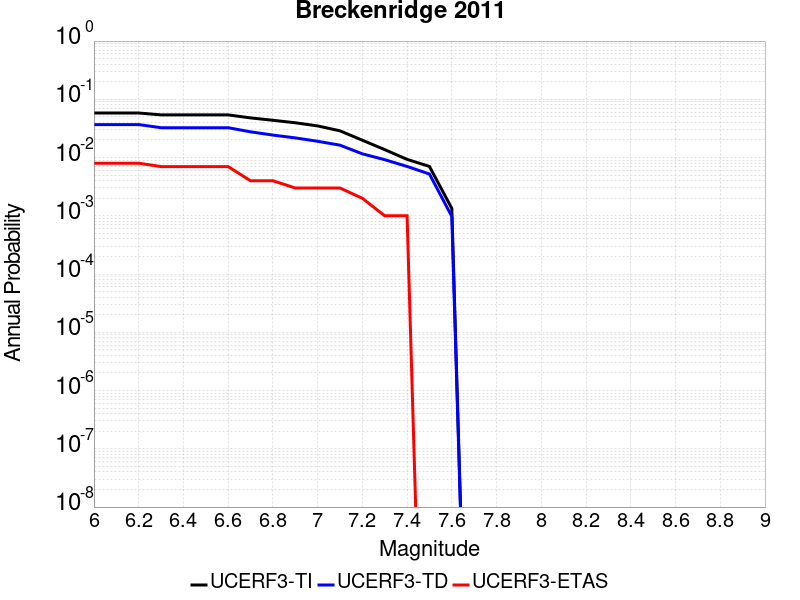 Breckenridge 2011
10^0
10^-1
10^-2
10^-3
10^-4
10^-5
10^-6
10^-7
10^-8
Annual Probability
6 6.2 6.4 6.6 6.8 7 7.2 7.4 7.6 7.8 8 8.2 8.4 8.6 8.8 9
Magnitude
UCERF3-TI UCERF3-TD UCERF3-ETAS